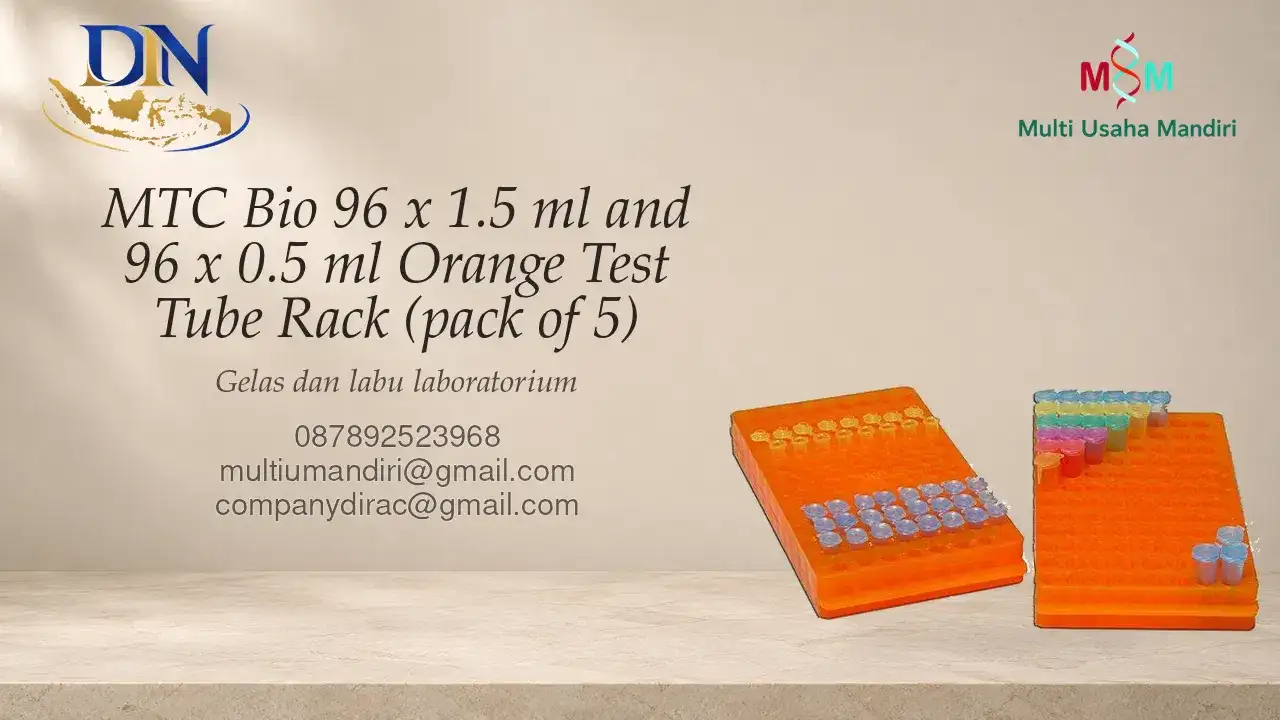 DN
M M
Multi Usaha Mandiri
MTC Bio 96 x 1.5 ml and
96 x 0.5 ml Orange Test
Tube Rack (pack of 5)
Gelas dan labu laboratorium
087892523968
multiumandiri@gmail.com
companydirac@gmail.com